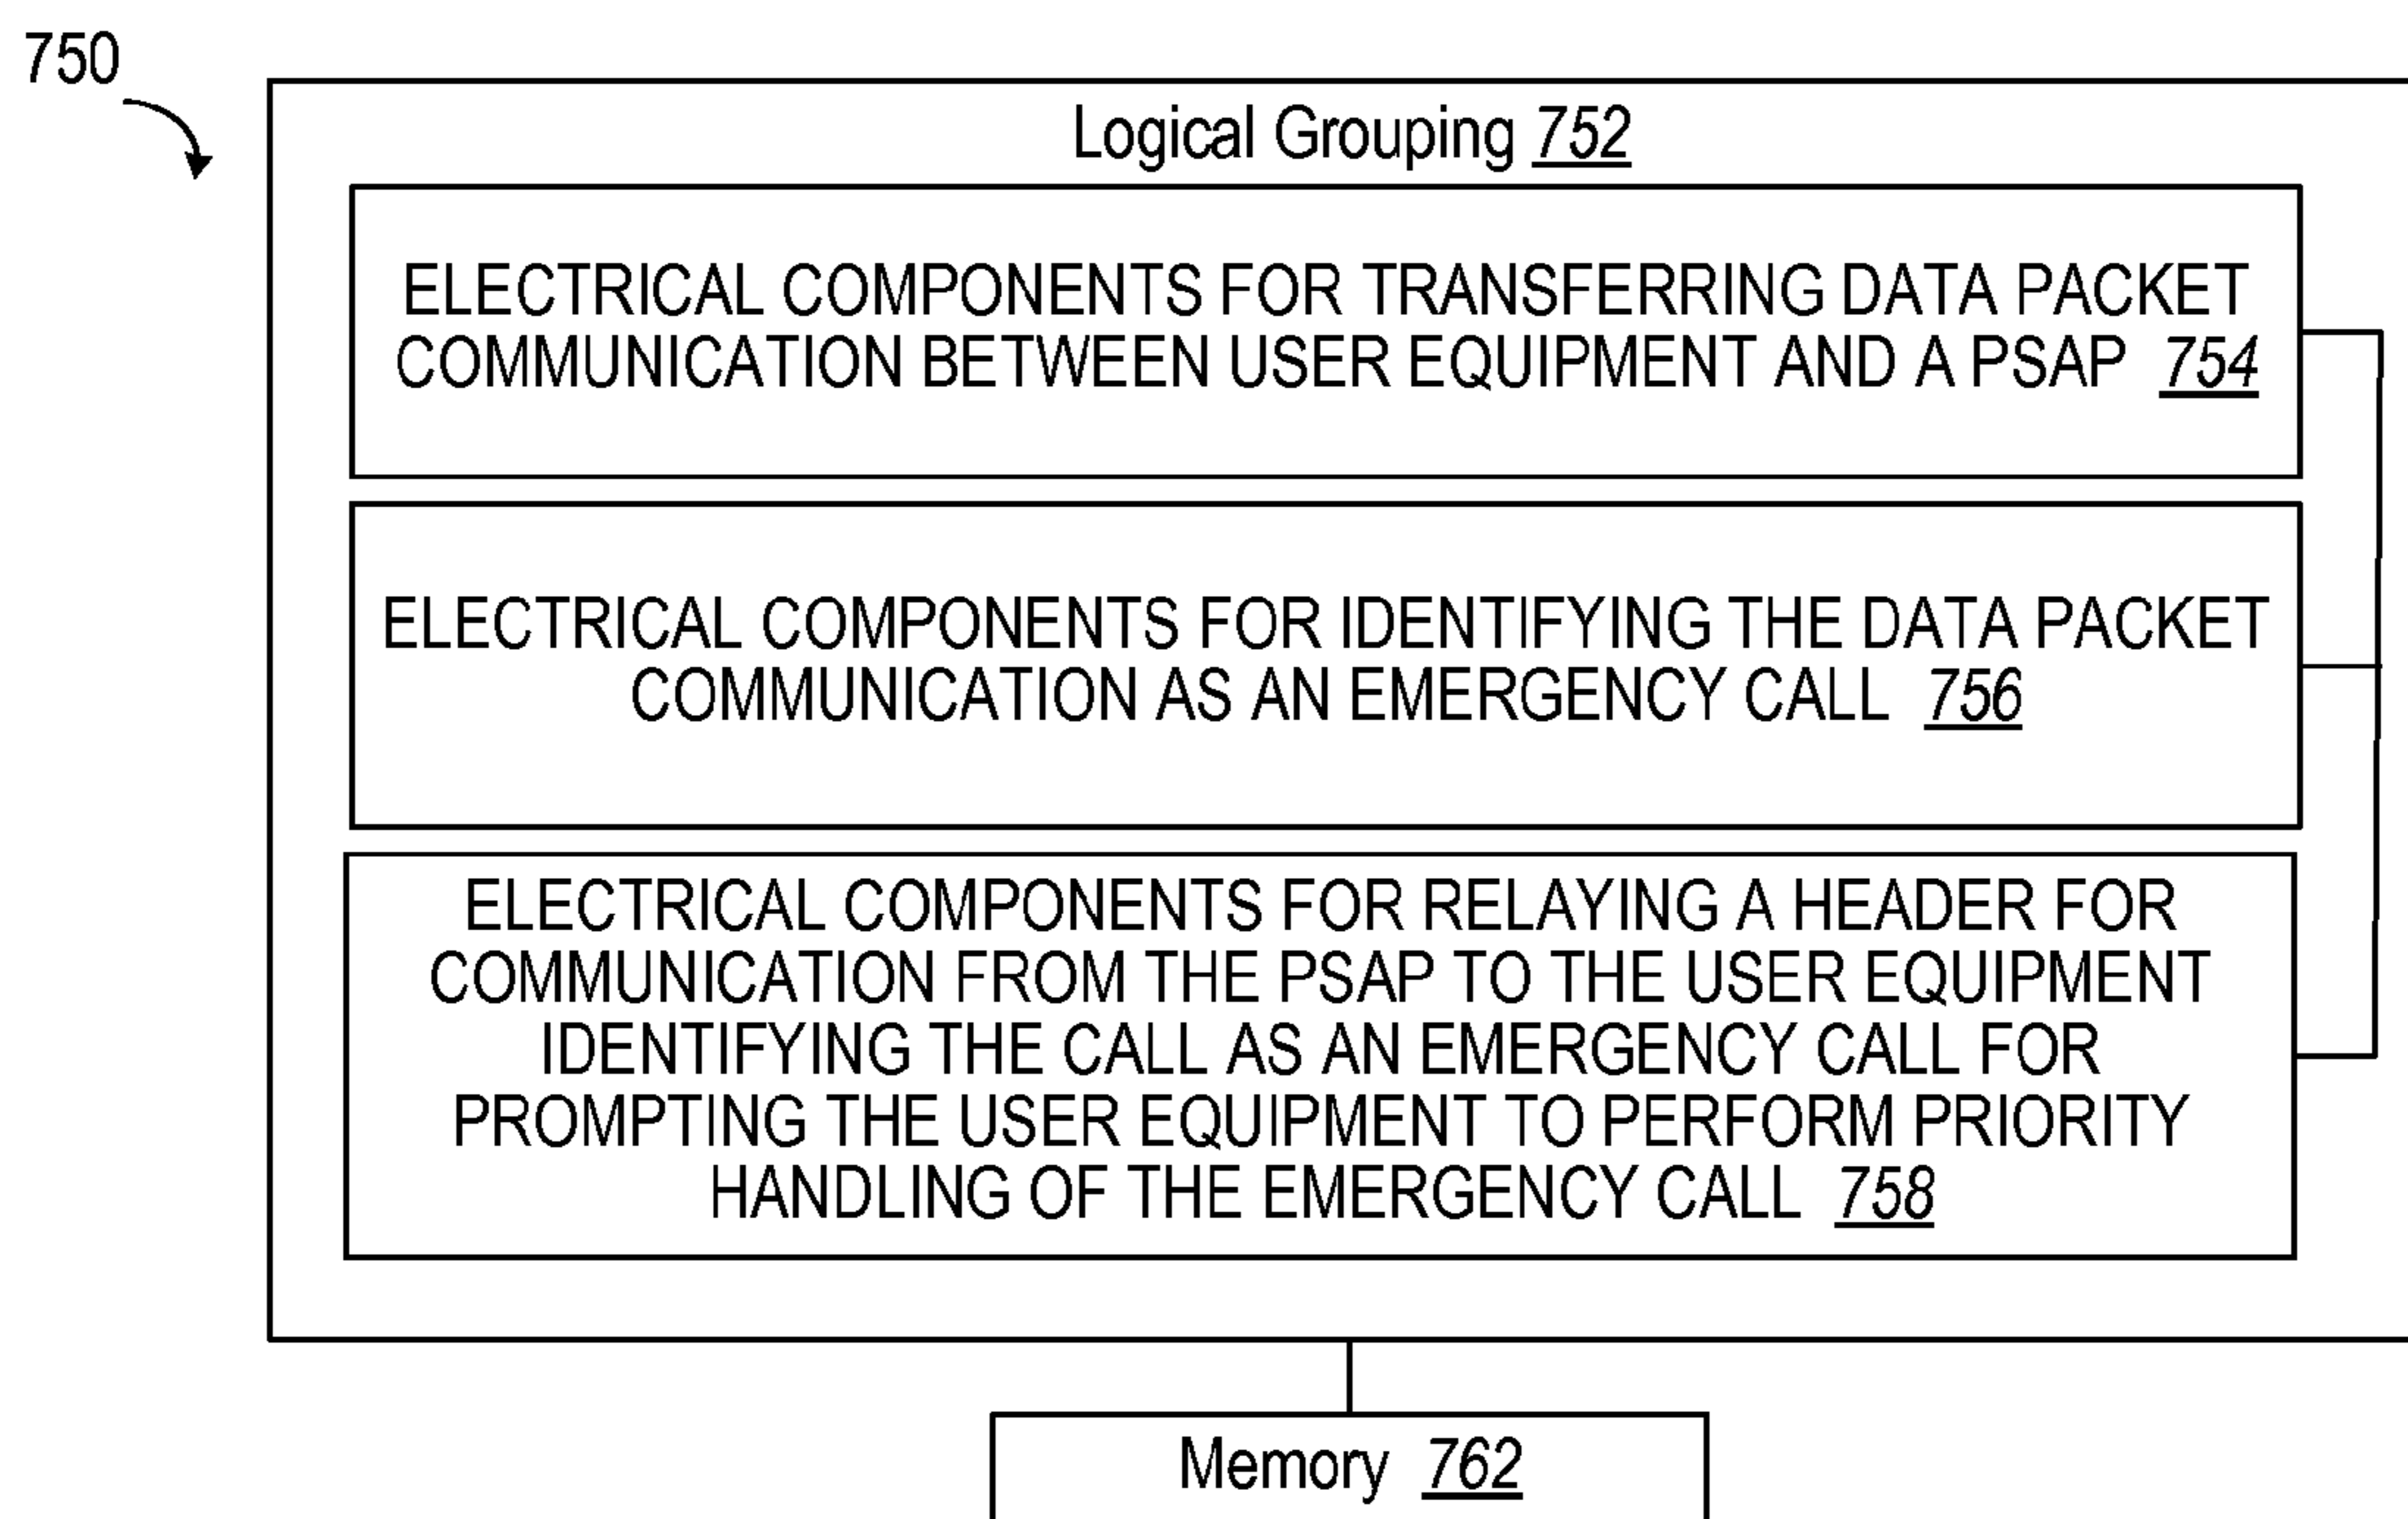 750
Logical Grouping 752
ELECTRICAL COMPONENTS FOR TRANSFERRING DATA PACKET
COMMUNICATION BETWEEN USER EQUIPMENT AND A PSAP 754
ELECTRICAL COMPONENTS FOR IDENTIFYING THE DATA PACKET
COMMUNICATION AS AN EMERGENCY CALL 756
ELECTRICAL COMPONENTS FOR RELAYING A HEADER FOR
COMMUNICATION FROM THE PSAP TO THE USER EQUIPMENT
IDENTIFYING THE CALL AS AN EMERGENCY CALL FOR
PROMPTING THE USER EQUIPMENT TO PERFORM PRIORITY
HANDLING OF THE EMERGENCY CALL 758
Memory 762